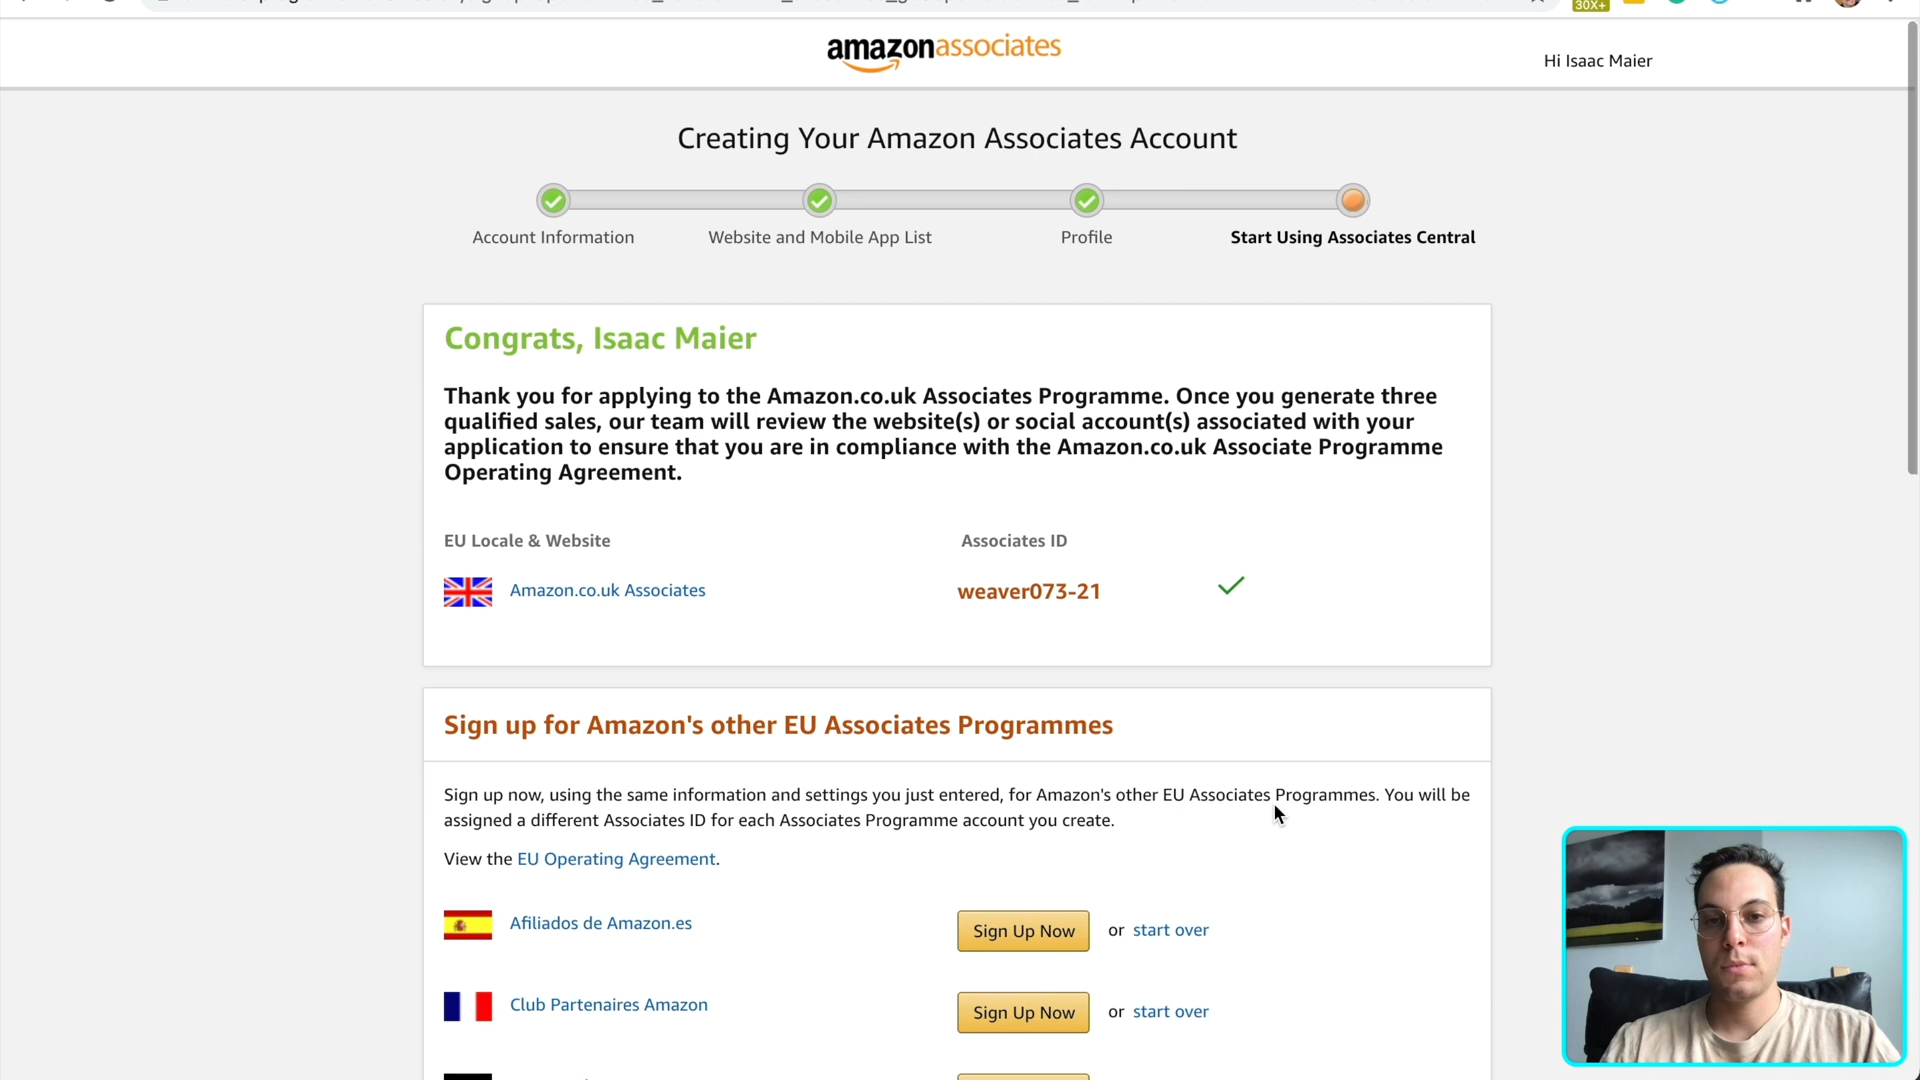 30X+
amazonassociates
Hi Isaac Maier
Creating Your Amazon Associates Account
Account Information
Website and Mobile App List
Profile
Start Using Associates Central
Congrats, Isaac Maier
Thank you for applying to the Amazon.co.uk Associates Programme. Once you generate three
qualified sales, our team will review the website(s) or social account(s) associated with your
application to ensure that you are in compliance with the Amazon.co.uk Associate Programme
Operating Agreement.
EU Locale & Website
Associates ID
Amazon.co.uk Associates
weaver073-21
Sign up for Amazon's other EU Associates Programmes
Sign up now, using the same information and settings you just entered, for Amazon's other EU Associates Programmes. You will be
assigned a different Associates ID for each Associates Programme account you create.
View the EU Operating Agreement.
Afiliados de Amazon.es
Sign Up Now
or start over
Club Partenaires Amazon
Sign Up Now
or start over